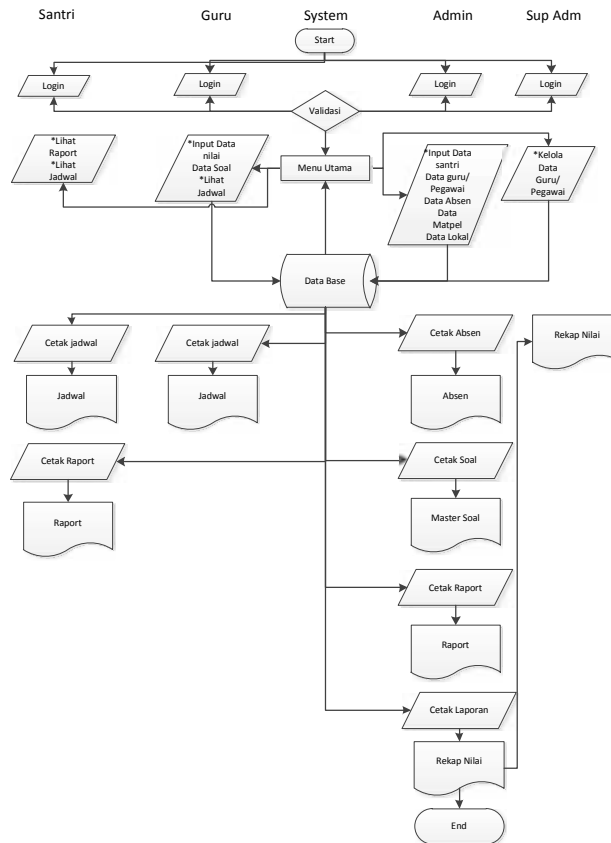 Santri
Guru
System
Admin
Sup Adm
Start
Login
Login
Login
Login
Validasi
*Lihat
Raport
*Lihat
Jadwal
*Input Data
nilai
Data Soal
*Lihat
Jadwal
Menu Utama
*Input Data
santri
Data guru/
Pegawai
Data Absen
Data
Matpel
Data Lokal
*Kelola
Data
Guru/
Pegawai
Data Base
Cetak jadwal
Cetak jadwal
Cetak Absen
Rekap Nilai
Jadwal
Jadwal
Absen
Cetak Raport
Cetak Soal
Raport
Master Soal
Cetak Raport
Raport
Cetak Laporan
Rekap Nilai
End